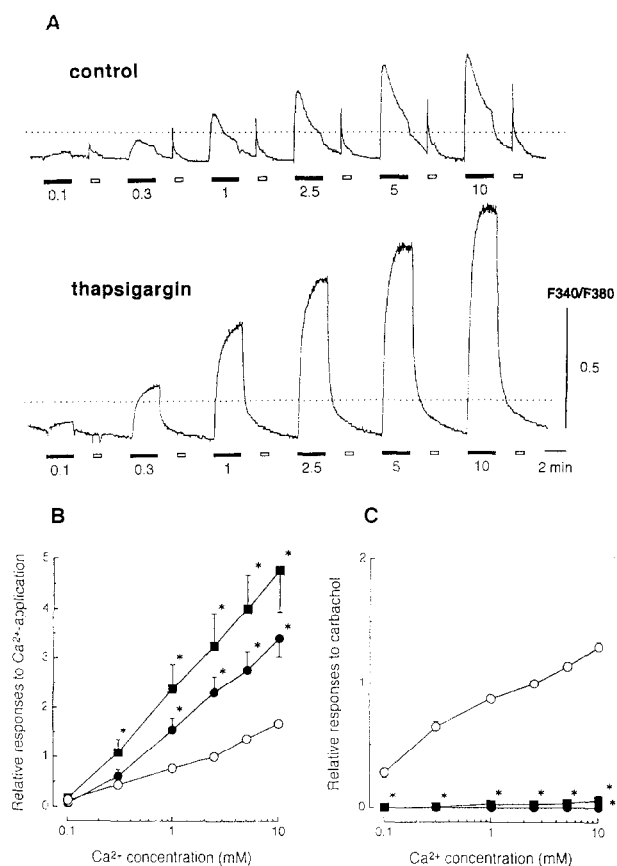 A
control
0.1 0.3 1 2.5 5 10
thapsigargin
F340/F380
0.5
0.1 0.3 1 2.5 5 10 2 min
B
Relative responses to Ca²⁺-application
5
4
3
2
1
0
0.1 1 10
Ca²⁻ concentration (mM)
* * * * *
* * * *
C
Relative responses to carbachol
2
1
0
0.1 1 10
Ca²⁺ concentration (mM)
* * * * * *
*